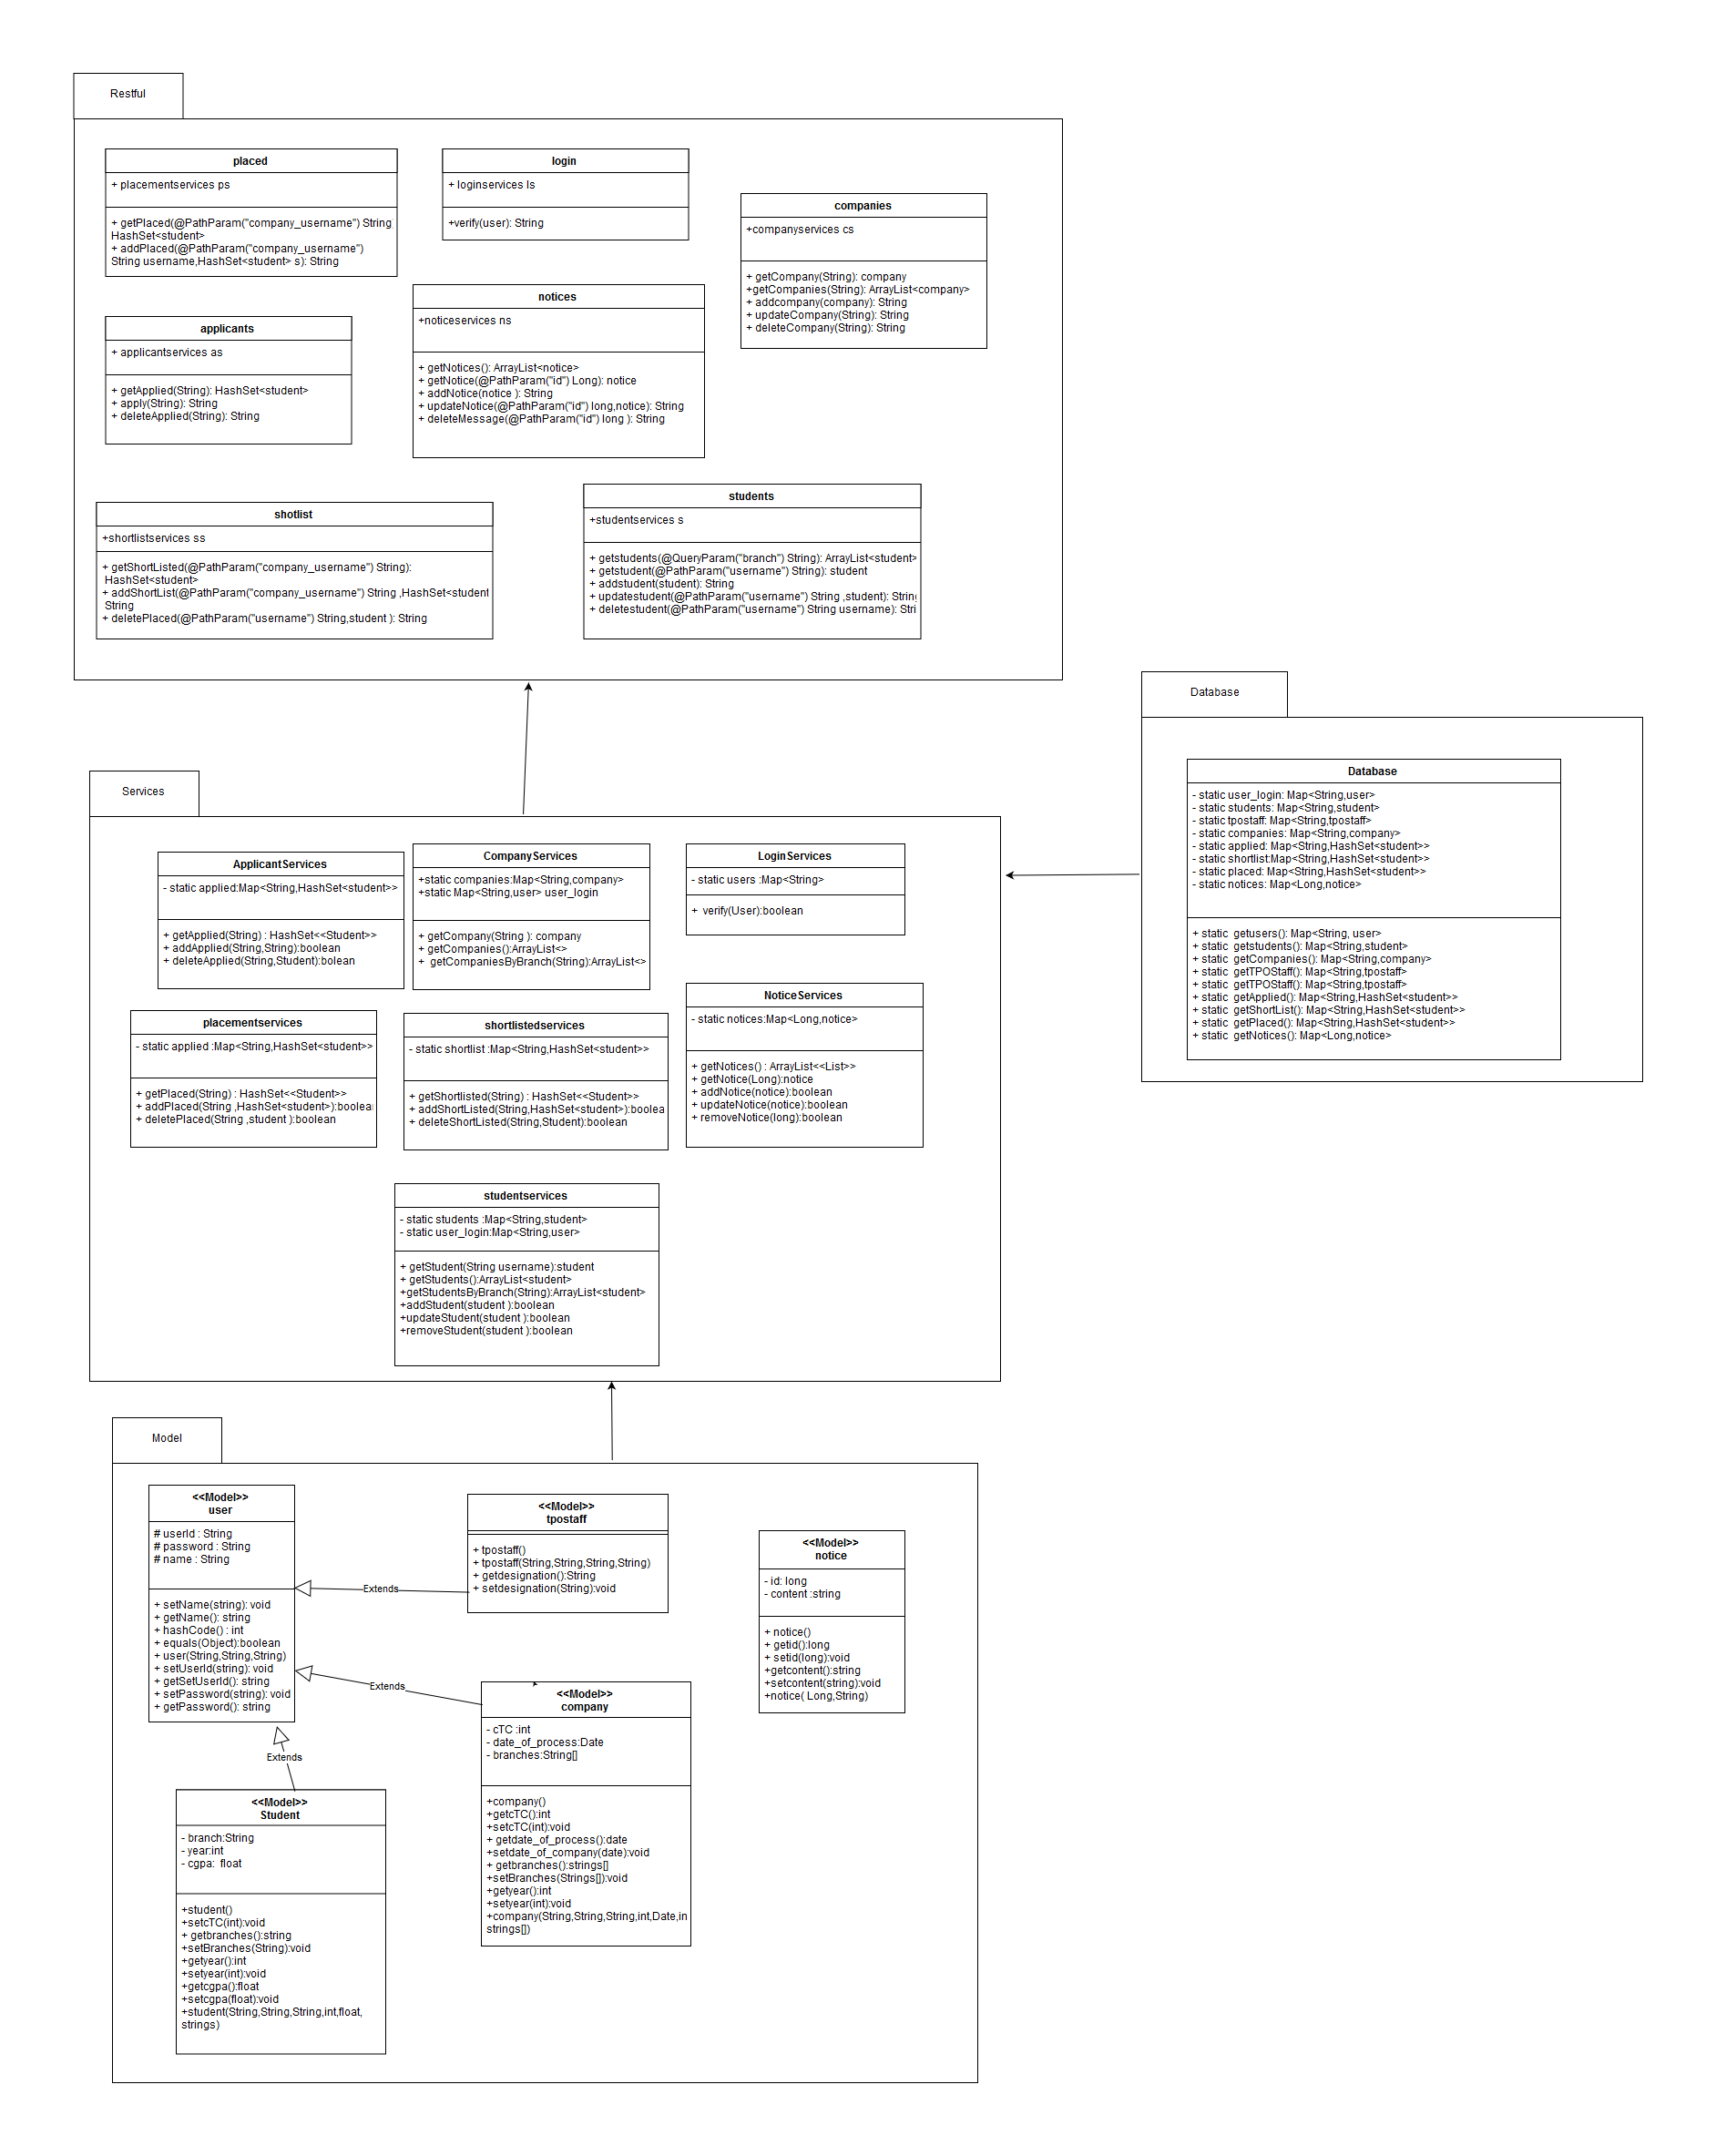 Restful
placed
+ placementservices ps
+ getPlaced(@PathParam("company_username") String
HashSet<student>
+ addPlaced(@PathParam("company_username")
String username,HashSet<student> s): String
login
+ loginservices ls
+verify(user): String
companies
+companyservices cs
+ getCompany(String): company
+getCompanies(String): ArrayList<company>
+ addcompany(company): String
+ updateCompany(String): String
+ deleteCompany(String): String
applicants
+ applicantservices as
+ getApplied(String): HashSet<student>
+ apply(String): String
+ deleteApplied(String): String
notices
+noticeservices ns
+ getNotices(): ArrayList<notice>
+ getNotice(@PathParam("id") Long): notice
+ addNotice(notice ): String
+ updateNotice(@PathParam("id") long,notice): String
+ deleteMessage(@PathParam("id") long ): String
shotlist
+shortlistservices ss
+ getShortListed(@PathParam("company_username") String):
HashSet<student>
+ addShortList(@PathParam("company_username") String ,HashSet<student
String
+ deletePlaced(@PathParam("username") String,student ): String
students
+studentservices s
+ getstudents(@QueryParam("branch") String): ArrayList<student>
+ getstudent(@PathParam("username") String): student
+ addstudent(student): String
+ updatestudent(@PathParam("username") String ,student): String
+ deletestudent(@PathParam("username") String username): Stri
Database
Database
- static user_login: Map<String,user>
- static students: Map<String,student>
- static tpostaff: Map<String,tpostaff>
- static companies: Map<String,company>
- static applied: Map<String,HashSet<student>>
- static shortlist:Map<String,HashSet<student>>
- static placed: Map<String,HashSet<student>>
- static notices: Map<Long,notice>
+ static getusers(): Map<String, user>
+ static getstudents(): Map<String,student>
+ static getCompanies(): Map<String,company>
+ static getTPOStaff(): Map<String,tpostaff>
+ static getTPOStaff(): Map<String,tpostaff>
+ static getApplied(): Map<String,HashSet<student>>
+ static getShortList(): Map<String,HashSet<student>>
+ static getPlaced(): Map<String,HashSet<student>>
+ static getNotices(): Map<Long,notice>
Services
ApplicantServices
- static applied:Map<String,HashSet<student>>
+ getApplied(String) : HashSet<<Student>>
+ addApplied(String,String):boolean
+ deleteApplied(String,Student):bolean
CompanyServices
+static companies:Map<String,company>
+static Map<String,user> user_login
+ getCompany(String ): company
+ getCompanies():ArrayList<>
+ getCompaniesByBranch(String):ArrayList<>
LoginServices
- static users :Map<String>
+ verify(User):boolean
placementservices
- static applied :Map<String,HashSet<student>>
+ getPlaced(String) : HashSet<<Student>>
+ addPlaced(String ,HashSet<student>):boolea
+ deletePlaced(String ,student ):boolean
shortlistedservices
- static shortlist :Map<String,HashSet<student>>
+ getShortlisted(String) : HashSet<<Student>>
+ addShortListed(String,HashSet<student>):boolea
+ deleteShortListed(String,Student):boolean
NoticeServices
- static notices:Map<Long,notice>
+ getNotices() : ArrayList<<List>>
+ getNotice(Long):notice
+ addNotice(notice):boolean
+ updateNotice(notice):boolean
+ removeNotice(long):boolean
studentservices
- static students :Map<String,student>
- static user_login:Map<String,user>
+ getStudent(String username):student
+ getStudents():ArrayList<student>
+getStudentsByBranch(String):ArrayList<student>
+addStudent(student ):boolean
+updateStudent(student ):boolean
+removeStudent(student ):boolean
Model
<<Model>>
user
# userId : String
# password : String
# name : String
+ setName(string): void
+ getName(): string
+ hashCode() : int
+ equals(Object):boolean
+ user(String,String,String)
+ setUserId(string): void
+ getSetUserId(): string
+ setPassword(string): void
+ getPassword(): string
<<Model>>
tpostaff
+ tpostaff()
+ tpostaff(String,String,String,String)
+ getdesignation():String
+ setdesignation(String):void
<<Model>>
notice
- id: long
- content :string
+ notice()
+ getid():long
+ setid(long):void
+getcontent():string
+setcontent(string):void
+notice( Long,String)
Extends
Extends
Extends
<<Model>>
company
- cTC :int
- date_of_process:Date
- branches:String[]
+company()
+getcTC():int
+setcTC(int):void
+ getdate_of_process():date
+setdate_of_company(date):void
+ getbranches():strings[]
+setBranches(Strings[]):void
+getyear():int
+setyear(int):void
+company(String,String,String,int,Date,in
strings[])
<<Model>>
Student
- branch:String
- year:int
- cgpa: float
+student()
+setcTC(int):void
+ getbranches():string
+setBranches(String):void
+getyear():int
+setyear(int):void
+getcgpa():float
+setcgpa(float):void
+student(String,String,String,int,float,
strings)